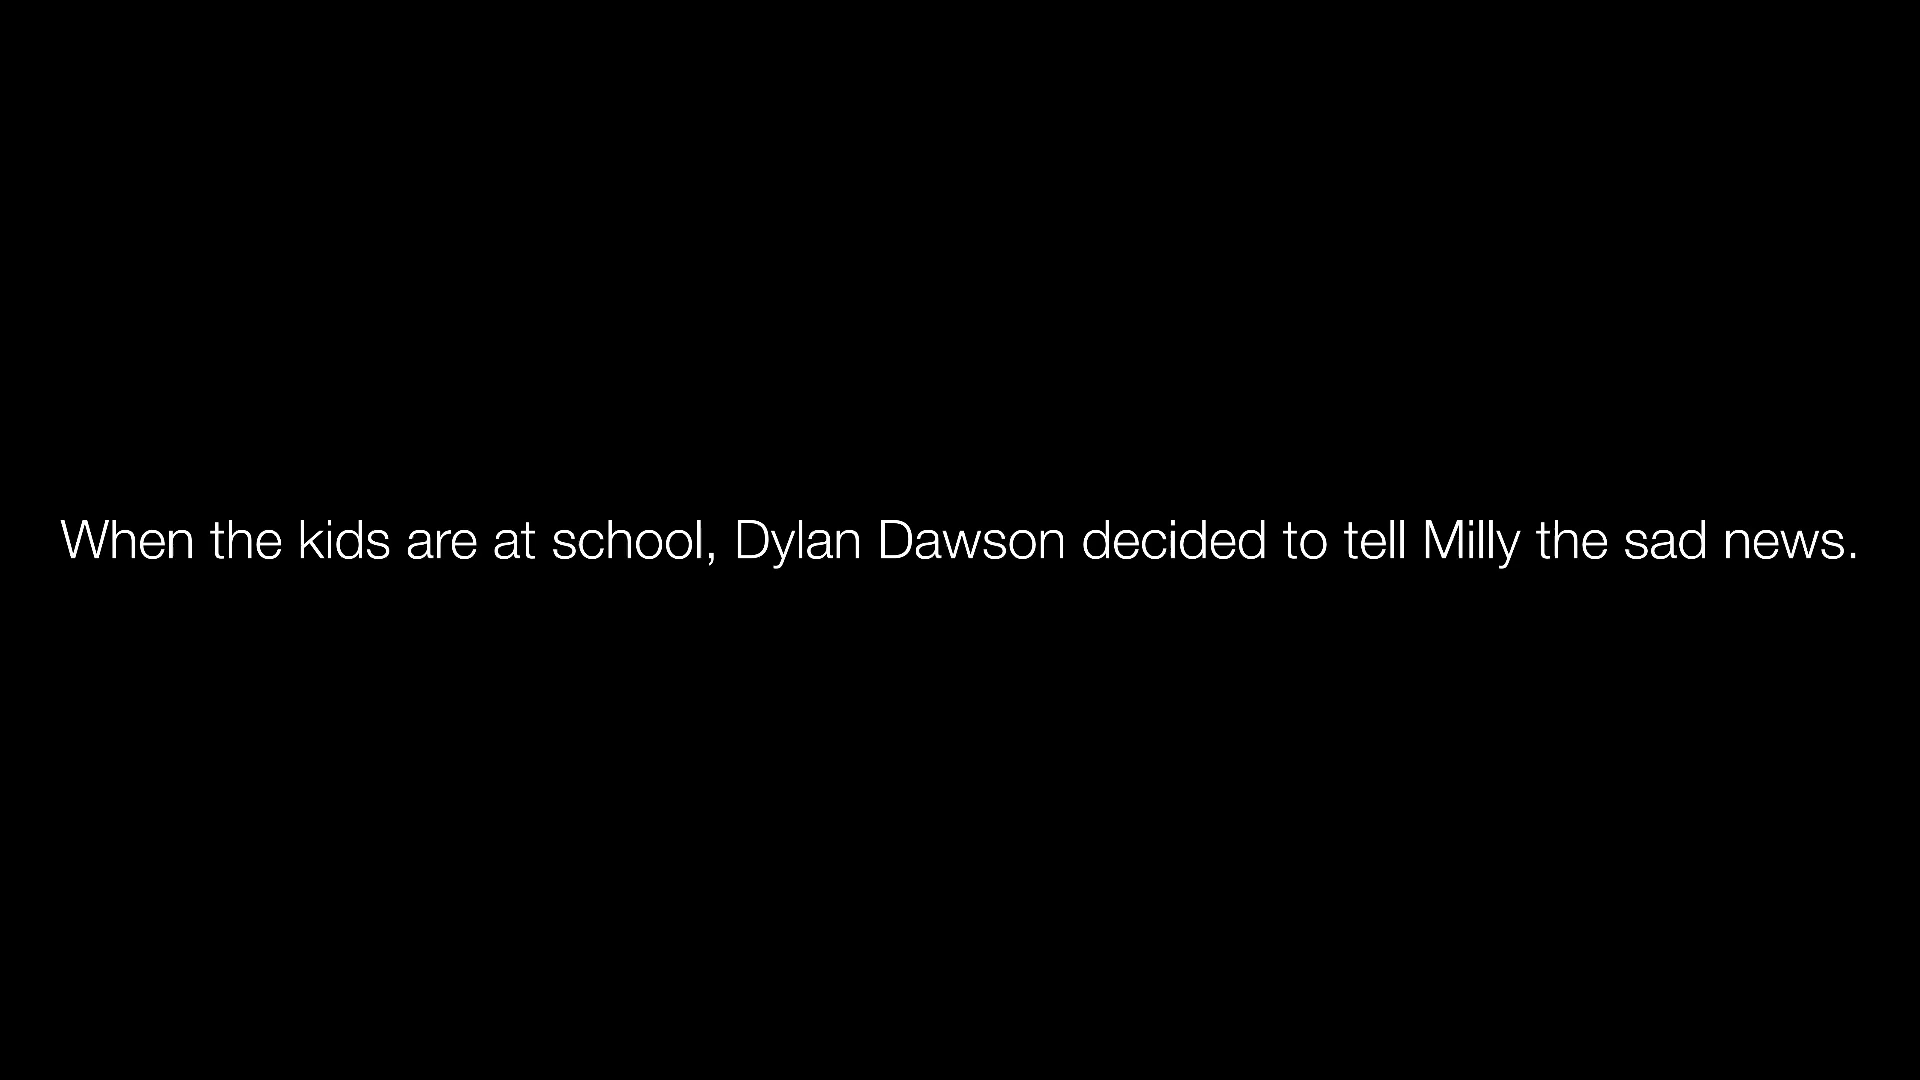 When the kids are at school, Dylan Dawson decided to tell Milly the sad news.